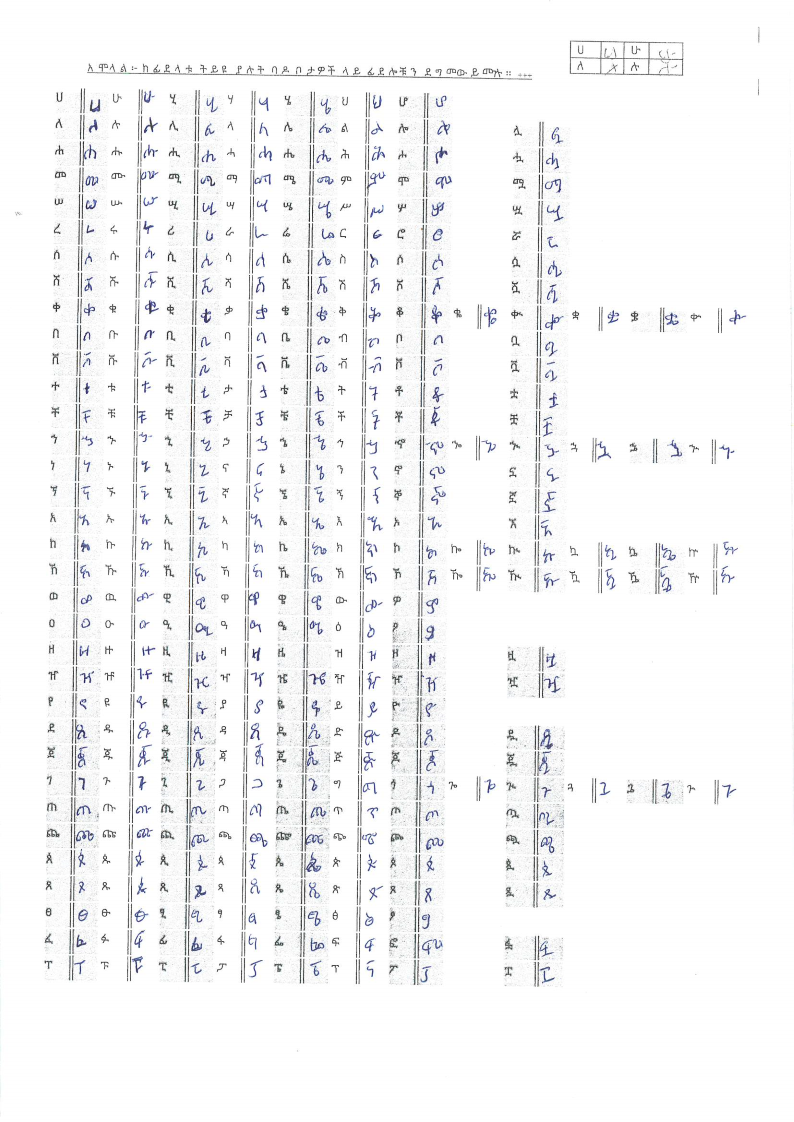 ሀ ሀ ሁ ሁ
ለ ለ ሉ ሉ
አሞላል፦ ከፊደላቱ ትይዩ ያሉት ባዶ ቦታዎች ላይ ፊደሎቹን ደግመው ይሙሉ።
ሀ ሀ ሁ ሁ ሂ ሂ ሃ ሃ ሄ ሄ ህ ህ ሆ ሆ
ለ ለ ሉ ሉ ሊ ሊ ላ ላ ሌ ሌ ል ል ሎ ሎ ሏ ሏ
ሐ ሐ ሑ ሑ ሒ ሒ ሓ ሓ ሔ ሔ ሕ ሕ ሖ ሖ ሗ ሗ
መ መ ሙ ሙ ሚ ሚ ማ ማ ሜ ሜ ም ም ሞ ሞ ሟ ሟ
ሠ ሠ ሡ ሡ ሢ ሢ ሣ ሣ ሤ ሤ ሥ ሥ ሦ ሦ ሧ ሧ
ረ ረ ሩ ሩ ሪ ሪ ራ ራ ሬ ሬ ር ር ሮ ሮ ሯ ሯ
ሰ ሰ ሱ ሱ ሲ ሲ ሳ ሳ ሴ ሴ ስ ስ ሶ ሶ ሷ ሷ
ሸ ሸ ሹ ሹ ሺ ሺ ሻ ሻ ሼ ሼ ሽ ሽ ሾ ሾ ሿ ሿ
ቀ ቀ ቁ ቁ ቂ ቂ ቃ ቃ ቄ ቄ ቅ ቅ ቆ ቆ ቈ ቈ ቊ ቊ ቋ ቋ ቌ ቌ ቍ ቍ
በ በ ቡ ቡ ቢ ቢ ባ ባ ቤ ቤ ብ ብ ቦ ቦ ቧ ቧ
ሸ ሸ ሹ ሹ ሺ ሺ ሻ ሻ ሼ ሼ ቭ ቭ ሾ ሾ ቯ ቯ
ተ ተ ቱ ቱ ቲ ቲ ታ ታ ቴ ቴ ት ት ቶ ቶ ቷ ቷ
ቸ ቸ ቹ ቹ ቺ ቺ ቻ ቻ ቼ ቼ ች ች ቾ ቾ ቿ ቿ
ኀ ኀ ኁ ኁ ኂ ኂ ኃ ኃ ኄ ኄ ኅ ኅ ኆ ኆ ኈ ኈ ኊ ኊ ኋ ኋ ኌ ኌ ኍ ኍ
ነ ነ ኑ ኑ ኒ ኒ ና ና ኔ ኔ ን ን ኖ ኖ ኗ ኗ
ኘ ኘ ኙ ኙ ኚ ኚ ኛ ኛ ኜ ኜ ኝ ኝ ኞ ኞ ኟ ኟ
አ አ ኡ ኡ ኢ ኢ ኣ ኣ ኤ ኤ እ እ ኦ ኦ ኧ ኧ
ከ ከ ኩ ኩ ኪ ኪ ካ ካ ኬ ኬ ክ ክ ኮ ኮ ኰ ኰ ኲ ኲ ኳ ኳ ኴ ኴ ኵ ኵ
ኸ ኸ ኹ ኹ ኺ ኺ ኻ ኻ ኼ ኼ ኽ ኽ ኾ ኾ ዀ ዀ ዂ ዂ ዃ ዃ ዄ ዄ ዅ ዅ
ወ ወ ዉ ዉ ዊ ዊ ዋ ዋ ዌ ዌ ው ው ዎ ዎ
ዐ ዐ ዑ ዑ ዒ ዒ ዓ ዓ ዔ ዔ ዕ ዕ ዖ ዖ
ዘ ዘ ዙ ዙ ዚ ዚ ዛ ዛ ዜ ዝ ዝ ዞ ዞ ዟ ዟ
ዠ ዠ ዡ ዡ ዢ ዢ ዣ ዣ ዤ ዤ ዥ ዥ ዦ ዦ ዧ ዧ
የ የ ዩ ዩ ዪ ዪ ያ ያ ዬ ዬ ይ ይ ዮ ዮ
ደ ደ ዱ ዱ ዲ ዲ ዳ ዳ ዴ ዴ ድ ድ ዶ ዶ ዷ ዷ
ጀ ጀ ጁ ጁ ጂ ጂ ጃ ጃ ጄ ጄ ጅ ጅ ጆ ጆ ጇ ጇ
ገ ገ ጉ ጉ ጊ ጊ ጋ ጋ ጌ ጌ ግ ግ ጎ ጎ ጐ ጐ ጒ ጒ ጓ ጓ ጔ ጔ ጕ ጕ
ጠ ጠ ጡ ጡ ጢ ጢ ጣ ጣ ጤ ጤ ጥ ጥ ጦ ጦ ጧ ጧ
ጨ ጨ ጩ ጩ ጪ ጪ ጫ ጫ ጬ ጬ ጭ ጭ ጮ ጮ ጯ ጯ
ጰ ጰ ጱ ጱ ጲ ጲ ጳ ጳ ጴ ጴ ጵ ጵ ጶ ጶ ጷ ጷ
ጸ ጸ ጹ ጹ ጺ ጺ ጻ ጻ ጼ ጼ ጽ ጽ ጾ ጾ ጿ ጿ
ፀ ፀ ፁ ፁ ፂ ፂ ፃ ፃ ፄ ፄ ፅ ፅ ፆ ፆ
ፈ ፈ ፉ ፉ ፊ ፊ ፋ ፋ ፌ ፌ ፍ ፍ ፎ ፎ ፏ ፏ
ፐ ፐ ፑ ፑ ፒ ፒ ፓ ፓ ፔ ፔ ፕ ፕ ፖ ፖ ፗ ፗ